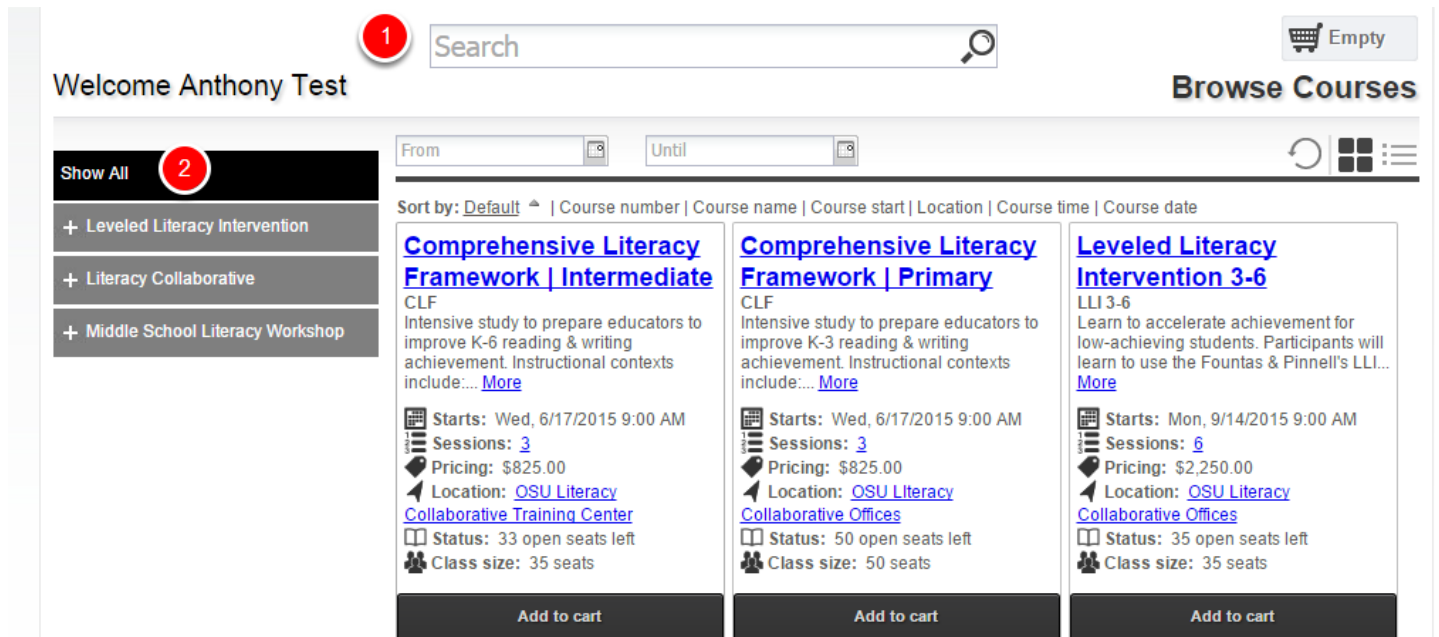 1
Search
Empty
Welcome Anthony Test
Browse Courses
Show All
2
+ Leveled Literacy Intervention
+ Literacy Collaborative
+ Middle School Literacy Workshop
From
Until
Sort by: Default | Course number | Course name | Course start | Location | Course time | Course date
Comprehensive Literacy
Framework | Intermediate
CLF
Intensive study to prepare educators to
improve K-6 reading & writing
achievement. Instructional contexts
include:... More
Starts: Wed, 6/17/2015 9:00 AM
Sessions: 3
Pricing: $825.00
Location: OSU Literacy
Collaborative Training Center
Status: 33 open seats left
Class size: 35 seats
Add to cart
Comprehensive Literacy
Framework | Primary
CLF
Intensive study to prepare educators to
improve K-3 reading & writing
achievement. Instructional contexts
include:... More
Starts: Wed, 6/17/2015 9:00 AM
Sessions: 3
Pricing: $825.00
Location: OSU LIteracy
Collaborative Offices
Status: 50 open seats left
Class size: 50 seats
Add to cart
Leveled Literacy
Intervention 3-6
LLI 3-6
Learn to accelerate achievement for
low-achieving students. Participants will
learn to use the Fountas & Pinnell's LLI...
More
Starts: Mon, 9/14/2015 9:00 AM
Sessions: 6
Pricing: $2,250.00
Location: OSU Literacy
Collaborative Offices
Status: 35 open seats left
Class size: 35 seats
Add to cart